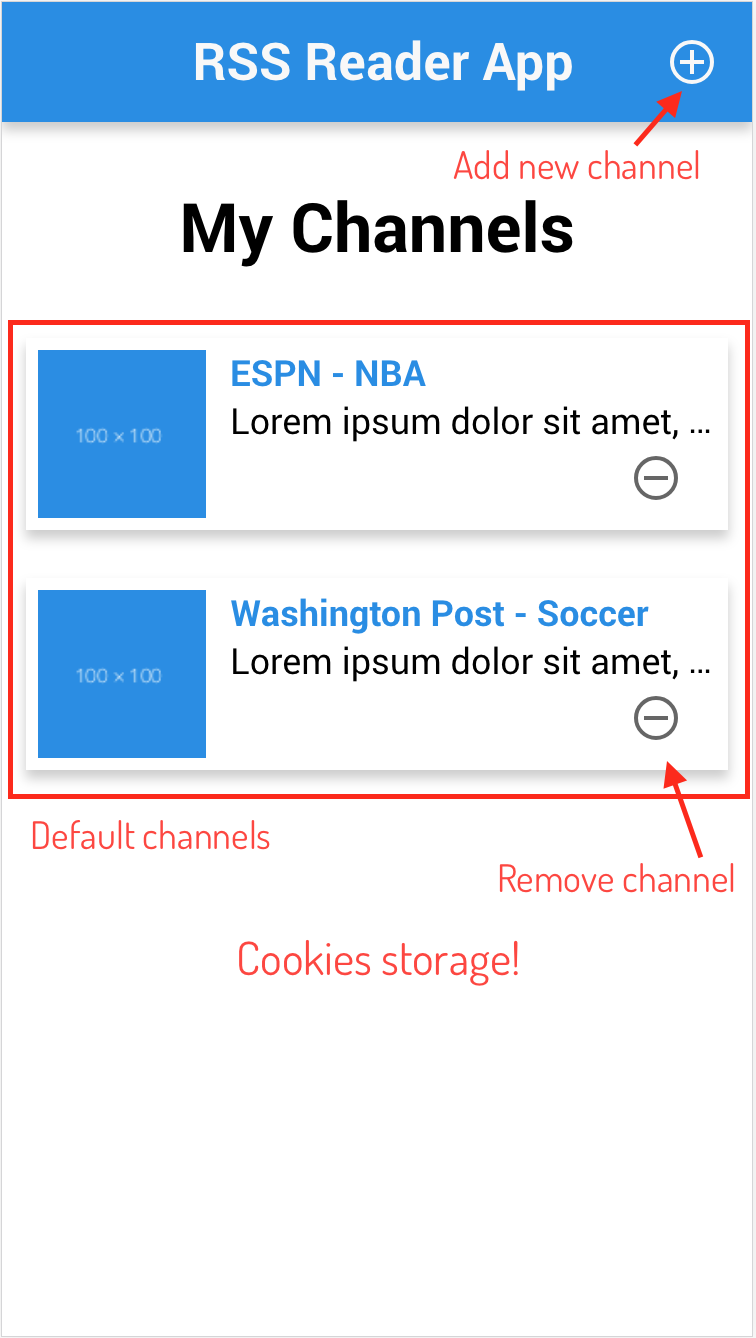 RSS Reader App
Add new channel
My Channels
100 × 100
ESPN - NBA
Lorem ipsum dolor sit amet, ...
100 × 100
Washington Post - Soccer
Lorem ipsum dolor sit amet, ...
Default channels
Remove channel
Cookies storage!